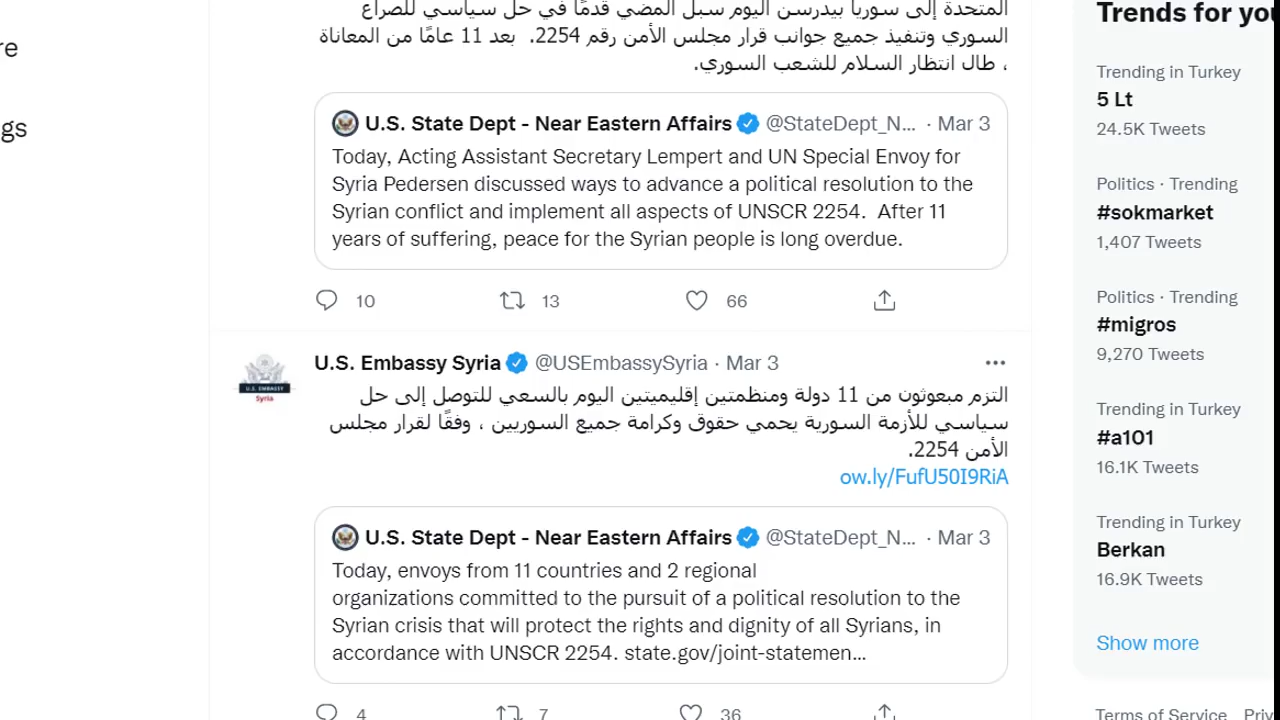 re
gs
المتحدة إلى سوريا بيدرسن اليوم سبل المضي قدمًا في حل سياسي للصراع
السوري وتنفيذ جميع جوانب قرار مجلس الأمن رقم 2254. بعد 11 عامًا من المعاناة
، طال انتظار السلام للشعب السوري.
U.S. State Dept - Near Eastern Affairs @StateDept_N... · Mar 3
Today, Acting Assistant Secretary Lempert and UN Special Envoy for
Syria Pedersen discussed ways to advance a political resolution to the
Syrian conflict and implement all aspects of UNSCR 2254. After 11
years of suffering, peace for the Syrian people is long overdue.
10 13 66
U.S. Embassy Syria @USEmbassySyria · Mar 3
U.S. EMBASSY
Syria
التزم مبعوثون من 11 دولة ومنظمتين إقليميتين اليوم بالسعي للتوصل إلى حل
سياسي للأزمة السورية يحمي حقوق وكرامة جميع السوريين ، وفقًا لقرار مجلس
الأمن 2254.
ow.ly/FufU50I9RiA
U.S. State Dept - Near Eastern Affairs @StateDept_N... · Mar 3
Today, envoys from 11 countries and 2 regional
organizations committed to the pursuit of a political resolution to the
Syrian crisis that will protect the rights and dignity of all Syrians, in
accordance with UNSCR 2254. state.gov/joint-statemen...
4 7 36
Trends for you
Trending in Turkey
5 Lt
24.5K Tweets
Politics · Trending
#sokmarket
1,407 Tweets
Politics · Trending
#migros
9,270 Tweets
Trending in Turkey
#a101
16.1K Tweets
Trending in Turkey
Berkan
16.9K Tweets
Show more
Terms of Service Priv